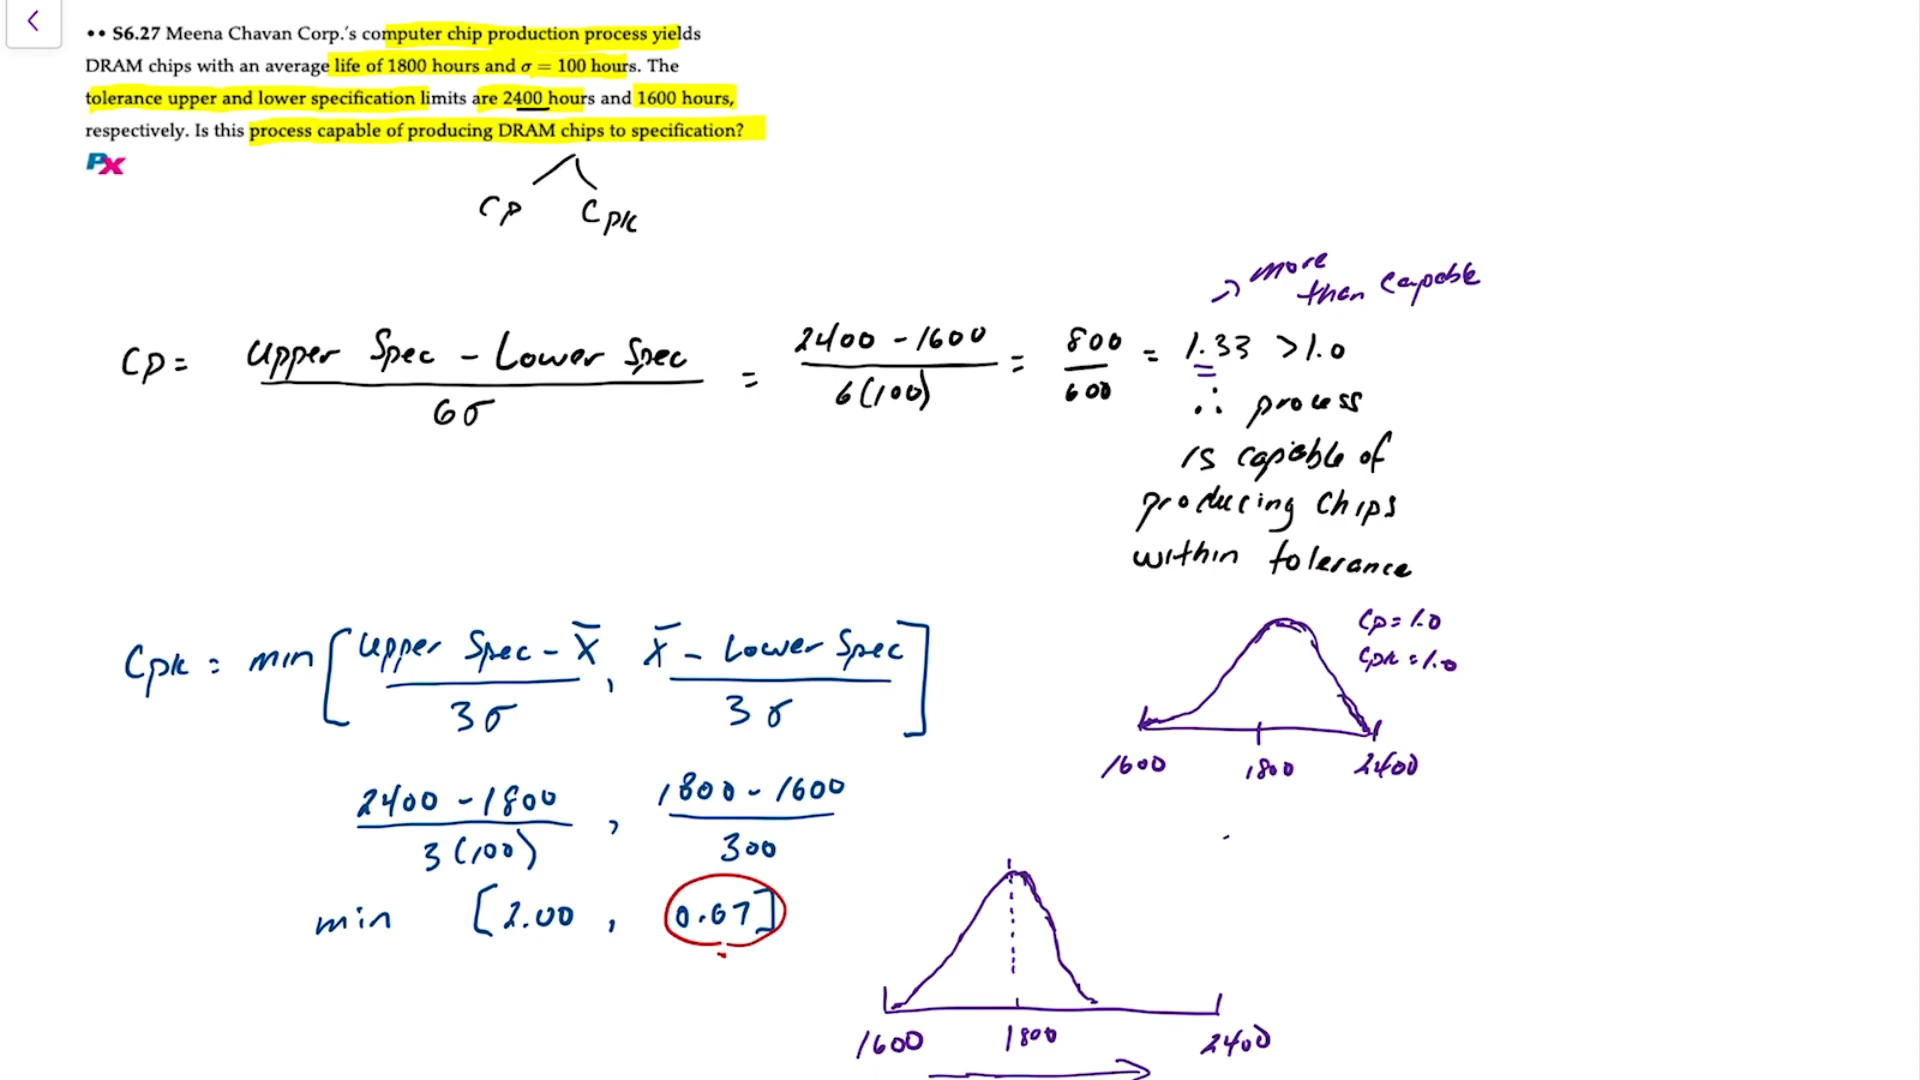 •• S6.27 Meena Chavan Corp.'s computer chip production process yields
DRAM chips with an average life of 1800 hours and σ = 100 hours. The
tolerance upper and lower specification limits are 2400 hours and 1600 hours,
respectively. Is this process capable of producing DRAM chips to specification?
PX
Cp Cpk
more
than capable
Cp = Upper Spec - Lower Spec / 6σ = 2400 - 1600 / 6(100) = 800 / 600 = 1.33 > 1.0
∴ process
is capable of
producing chips
within tolerance
Cp = 1.0
Cpk = 1.0
Cpk = min [ Upper Spec - X̄ / 3σ , X̄ - Lower Spec / 3σ ]
1600 1800 2400
2400 - 1800 / 3(100) , 1800 - 1600 / 300
min [2.00 , 0.67]
1600 1800 2400